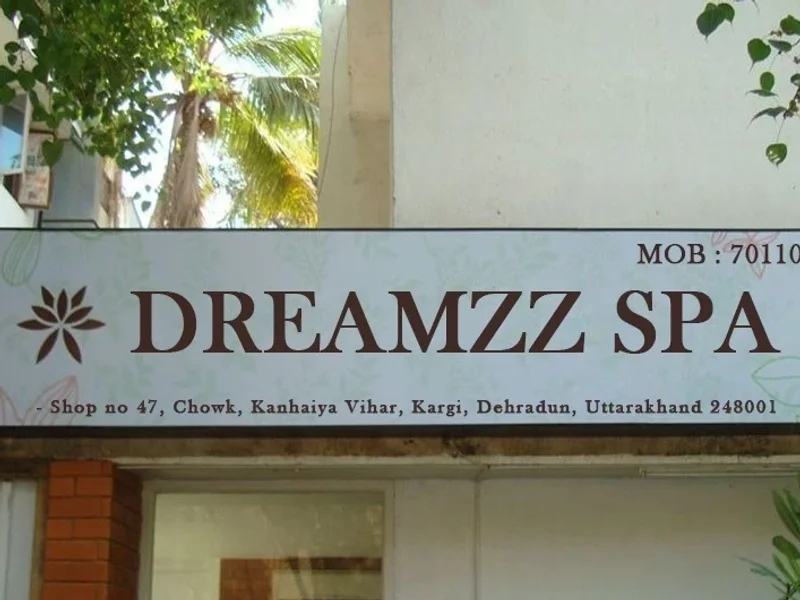 MOB : 70110
DREAMZZ SPA
- Shop no 47, Chowk, Kanhaiya Vihar, Kargi, Dehradun, Uttarakhand 248001